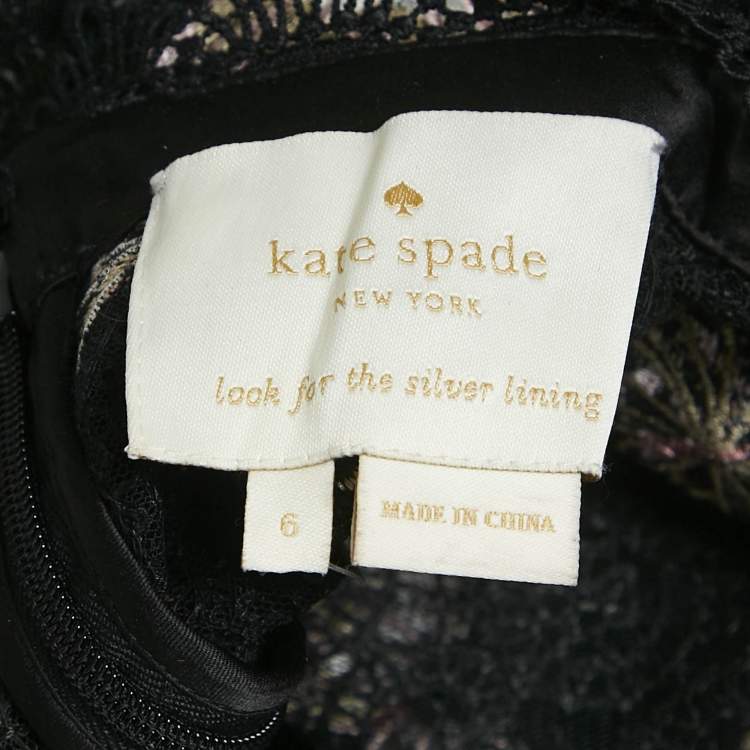 kate spade
NEW YORK
look for the silver lining
6
MADE IN CHINA